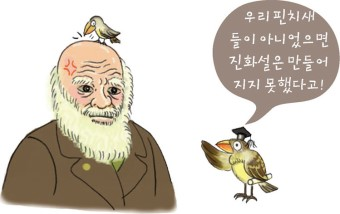 우리 핀치새
들이 아니었으면
진화설은 만들어
지지 못했다고!